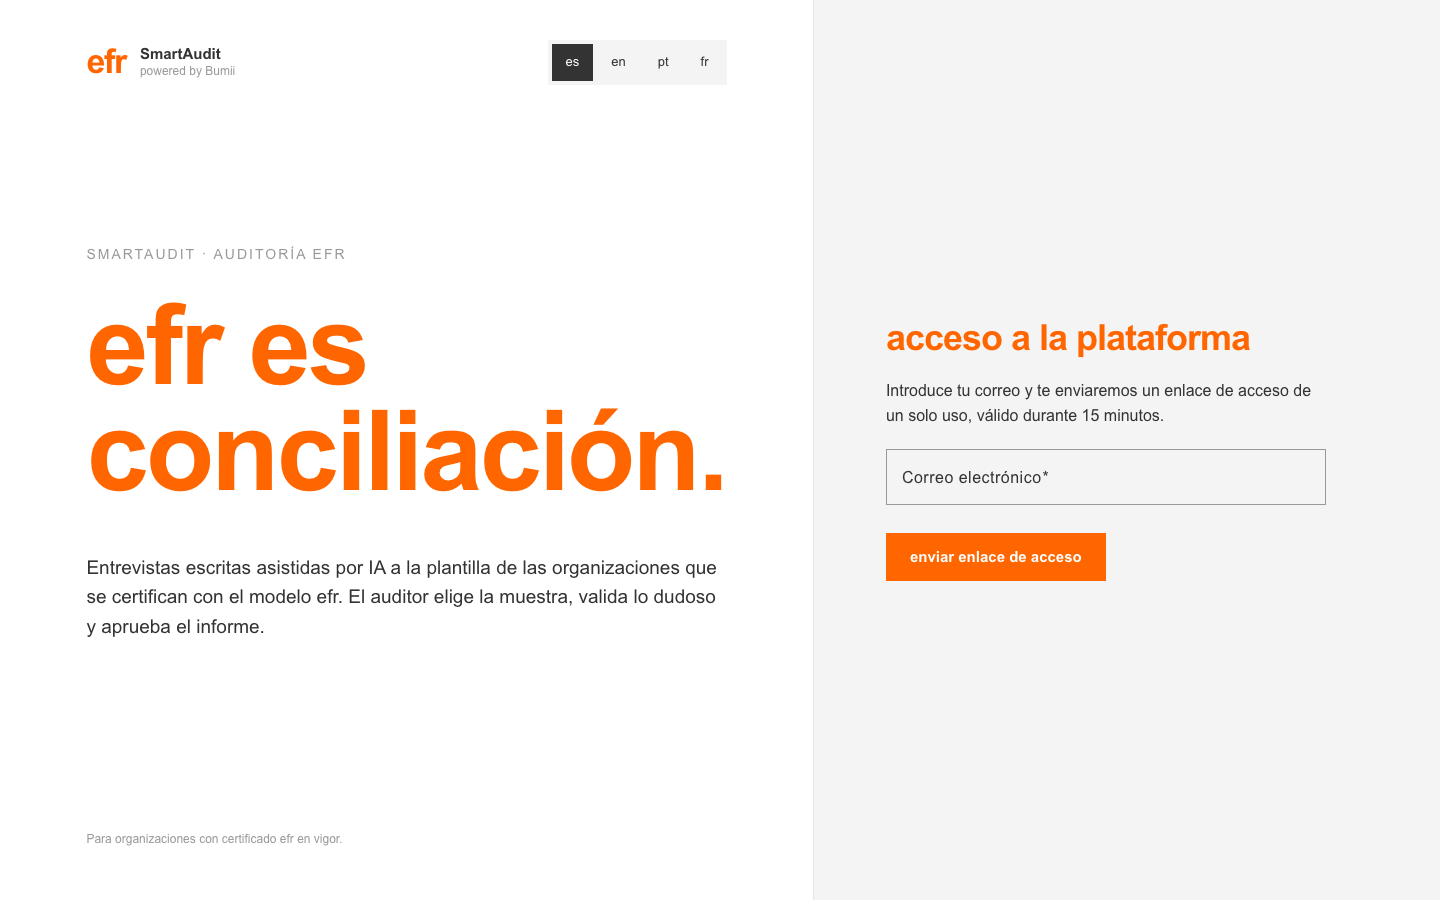 efr
SmartAudit
powered by Bumii
es en pt fr
SMARTAUDIT · AUDITORÍA EFR
efr es
conciliación.
Entrevistas escritas asistidas por IA a la plantilla de las organizaciones que
se certifican con el modelo efr. El auditor elige la muestra, valida lo dudoso
y aprueba el informe.
Para organizaciones con certificado efr en vigor.
acceso a la plataforma
Introduce tu correo y te enviaremos un enlace de acceso de
un solo uso, válido durante 15 minutos.
Correo electrónico*
enviar enlace de acceso